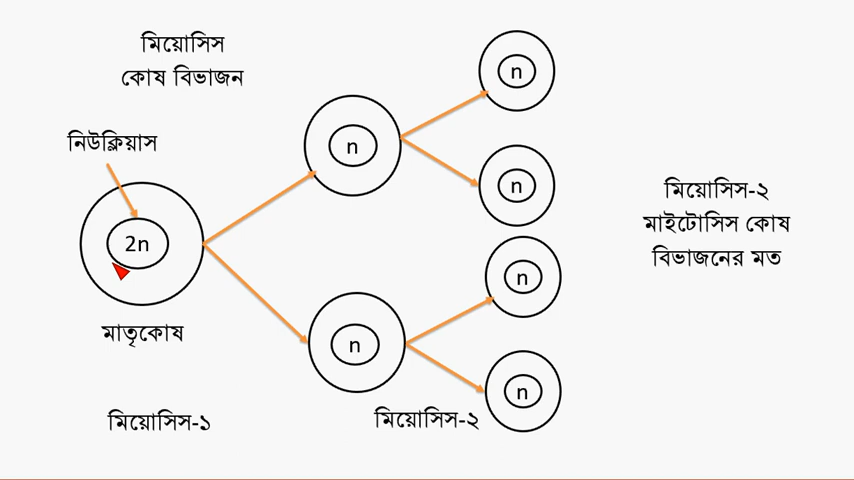 মিয়োসিস
কোষ বিভাজন
নিউক্লিয়াস
2n
মাতৃকোষ
মিয়োসিস-১
n
n
মিয়োসিস-২
n
n
n
n
মিয়োসিস-২
মাইটোসিস কোষ
বিভাজনের মত